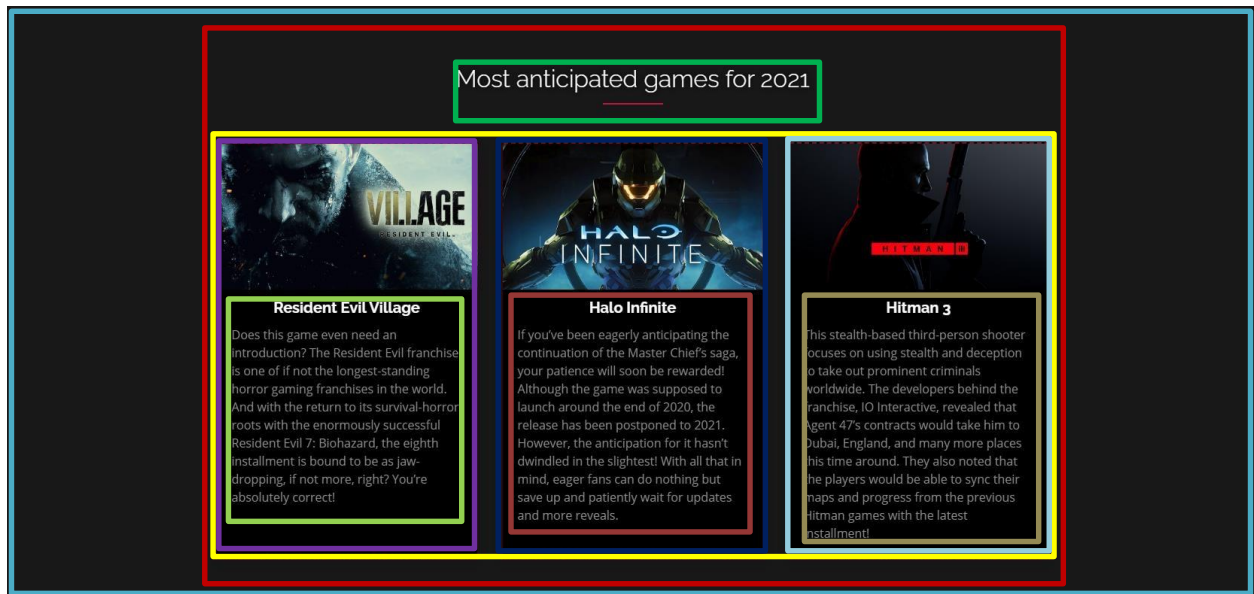 Most anticipated games for 2021
VILLAGE
RESIDENT EVIL
HALO
INFINITE
HITMAN III
Resident Evil Village
Does this game even need an
introduction? The Resident Evil franchise
is one of if not the longest-standing
horror gaming franchises in the world.
And with the return to its survival-horror
roots with the enormously successful
Resident Evil 7: Biohazard, the eighth
installment is bound to be as jaw-
dropping, if not more, right? You're
absolutely correct!
Halo Infinite
If you've been eagerly anticipating the
continuation of the Master Chief's saga,
your patience will soon be rewarded!
Although the game was supposed to
launch around the end of 2020, the
release has been postponed to 2021.
However, the anticipation for it hasn't
dwindled in the slightest! With all that in
mind, eager fans can do nothing but
save up and patiently wait for updates
and more reveals.
Hitman 3
This stealth-based third-person shooter
focuses on using stealth and deception
to take out prominent criminals
worldwide. The developers behind the
franchise, IO Interactive, revealed that
Agent 47's contracts would take him to
Dubai, England, and many more places
this time around. They also noted that
the players would be able to sync their
maps and progress from the previous
Hitman games with the latest
installment!